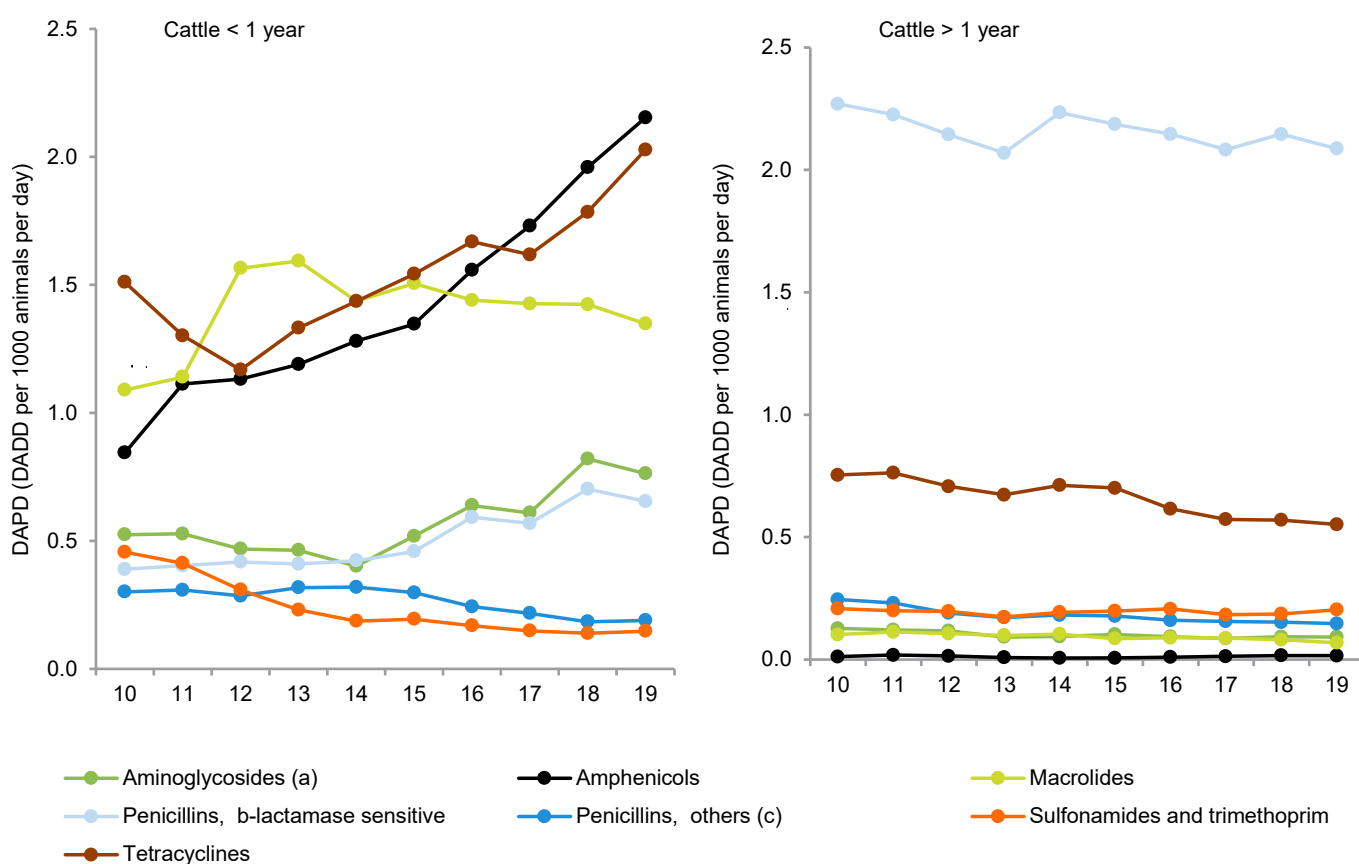 Cattle < 1 year
DAPD (DADD per 1000 animals per day)
2.5
2.0
1.5
1.0
0.5
0.0
10 11 12 13 14 15 16 17 18 19
Cattle > 1 year
DAPD (DADD per 1000 animals per day)
2.5
2.0
1.5
1.0
0.5
0.0
10 11 12 13 14 15 16 17 18 19
Aminoglycosides (a)
Amphenicols
Macrolides
Penicillins, b-lactamase sensitive
Penicillins, others (c)
Sulfonamides and trimethoprim
Tetracyclines